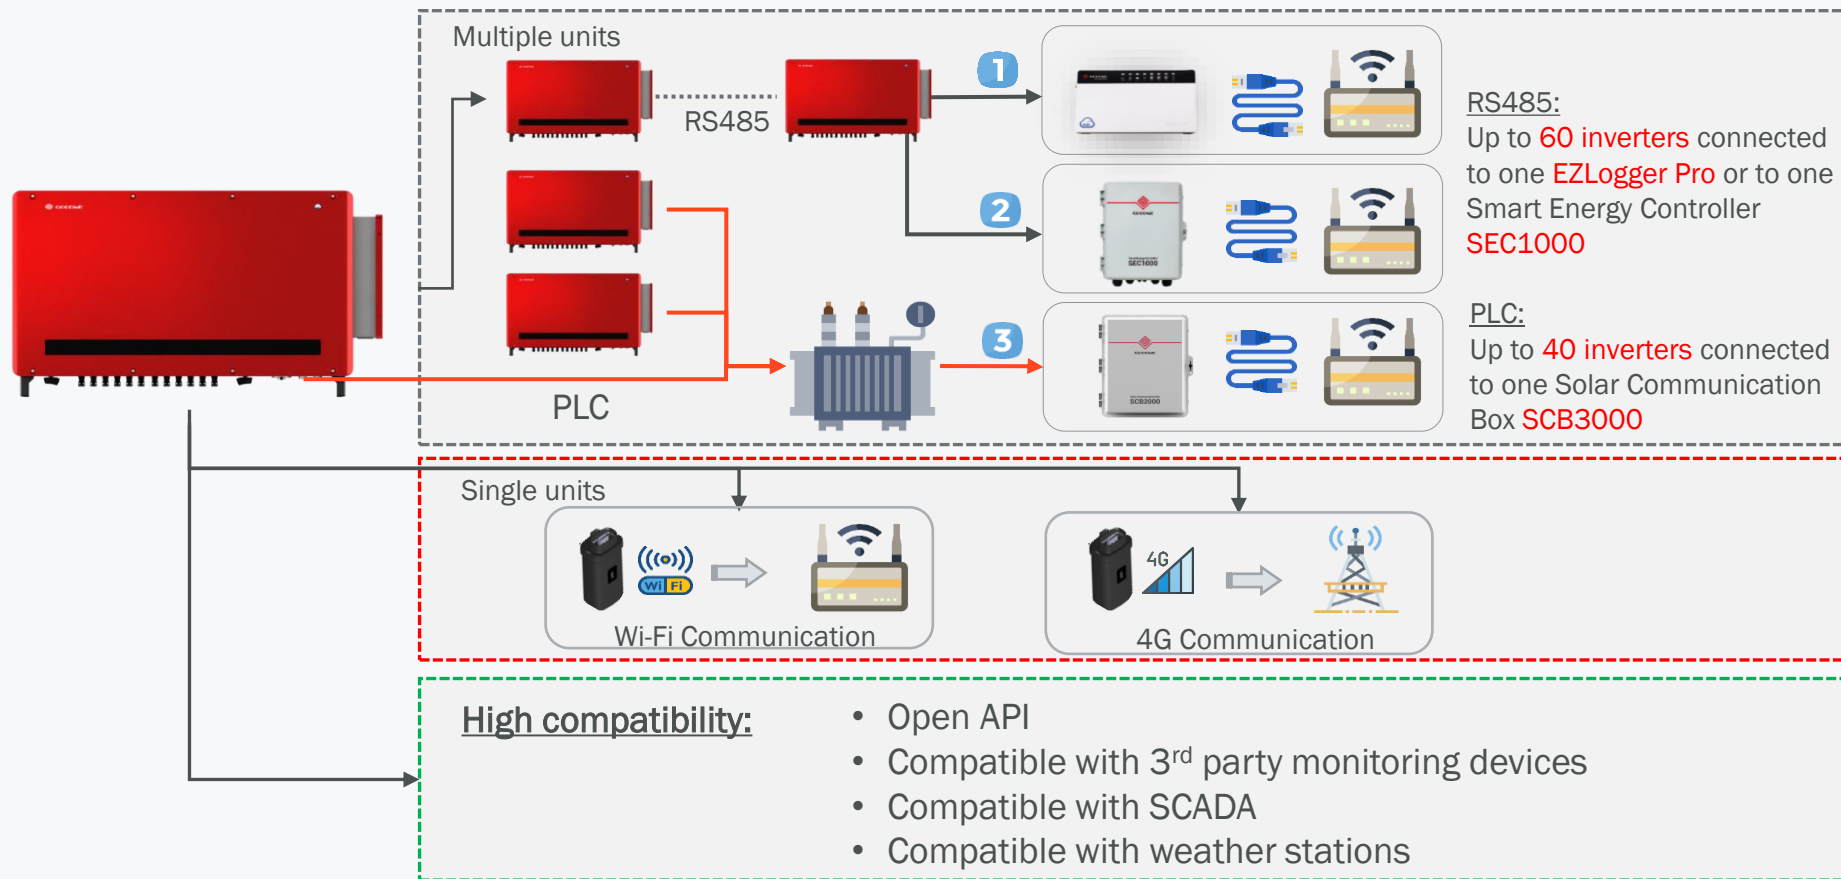 Multiple units
RS485
1
2
3
PLC
GOODWE
SEC1000
GOODWE
RS485:
Up to 60 inverters connected
to one EZLogger Pro or to one
Smart Energy Controller
SEC1000
PLC:
Up to 40 inverters connected
to one Solar Communication
Box SCB3000
Single units
Wi Fi
Wi-Fi Communication
4G
4G Communication
High compatibility:
• Open API
• Compatible with 3rd party monitoring devices
• Compatible with SCADA
• Compatible with weather stations